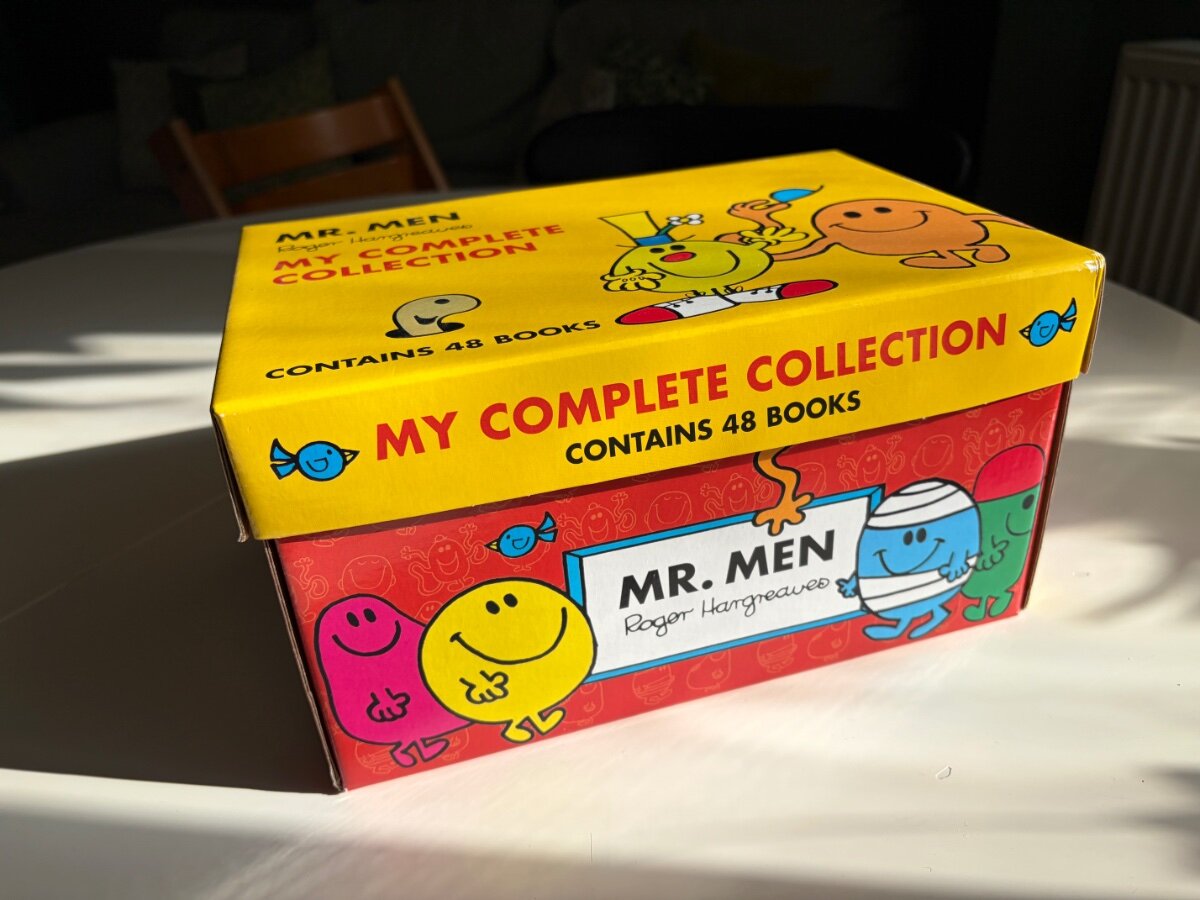 MR. MEN
Roger Hargreaves
MY COMPLETE
COLLECTION
CONTAINS 48 BOOKS
MY COMPLETE COLLECTION
CONTAINS 48 BOOKS
MR. MEN
Roger Hargreaves